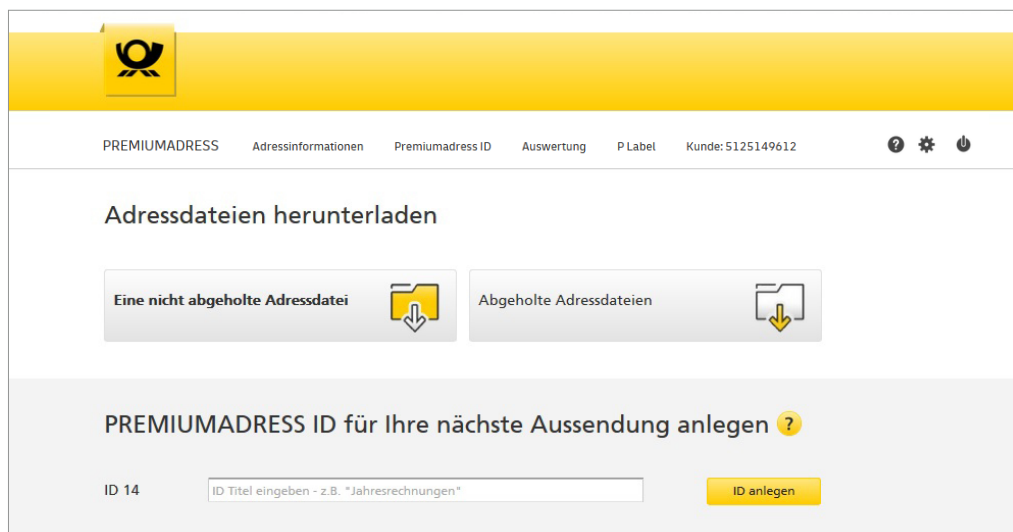 PREMIUMADRESS Adressinformationen Premiumadress ID Auswertung P Label Kunde: 5125149612 ?
Adressdateien herunterladen
Eine nicht abgeholte Adressdatei Abgeholte Adressdateien
PREMIUMADRESS ID für Ihre nächste Aussendung anlegen ?
ID 14 ID Titel eingeben - z.B. "Jahresrechnungen" ID anlegen